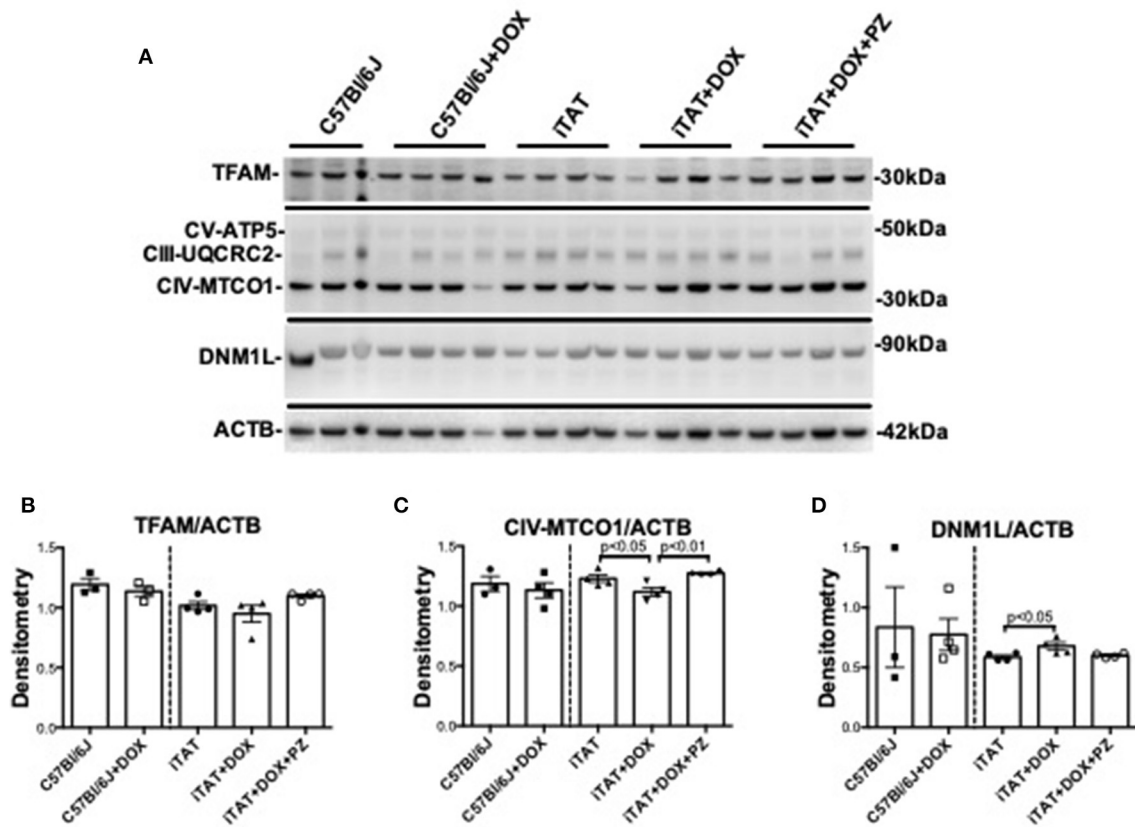 A
C57Bl/6J
C57Bl/6J+DOX
iTAT
iTAT+DOX
iTAT+DOX+PZ
TFAM-
-30kDa
CV-ATP5
-50kDa
CIII-UQCRC2-
CIV-MTCO1-
-30kDa
DNM1L-
-90kDa
ACTB-
-42kDa
B
TFAM/ACTB
Densitometry
1.5
1.0
0.5
0.0
C57Bl/6J
C57Bl/6J+DOX
iTAT
iTAT+DOX
iTAT+DOX+PZ
C
CIV-MTCO1/ACTB
p<0.05
p<0.01
Densitometry
1.5
1.0
0.5
0.0
C57Bl/6J
C57Bl/6J+DOX
iTAT
iTAT+DOX
iTAT+DOX+PZ
D
DNM1L/ACTB
p<0.05
Densitometry
1.5
1.0
0.5
0.0
C57Bl/6J
C57Bl/6J+DOX
iTAT
iTAT+DOX
iTAT+DOX+PZ